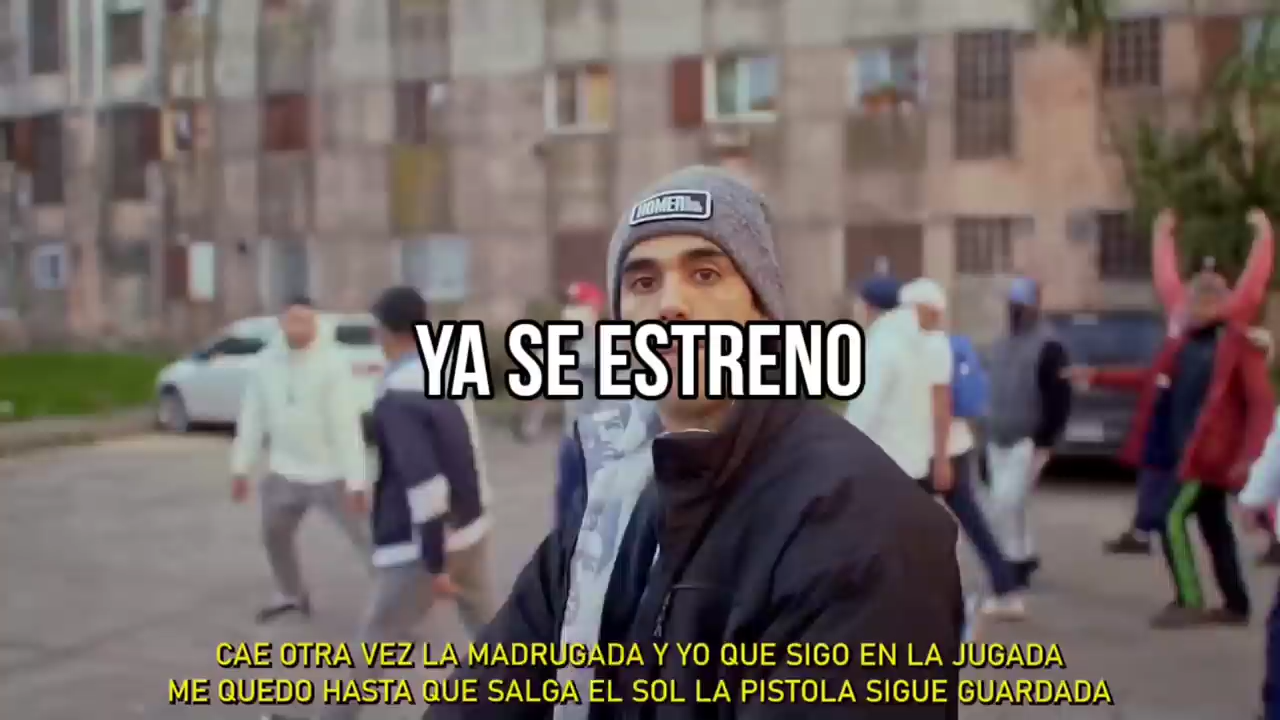 HOMER
YA SE ESTRENO
CAE OTRA VEZ LA MADRUGADA Y YO QUE SIGO EN LA JUGADA
ME QUEDO HASTA QUE SALGA EL SOL LA PISTOLA SIGUE GUARDADA